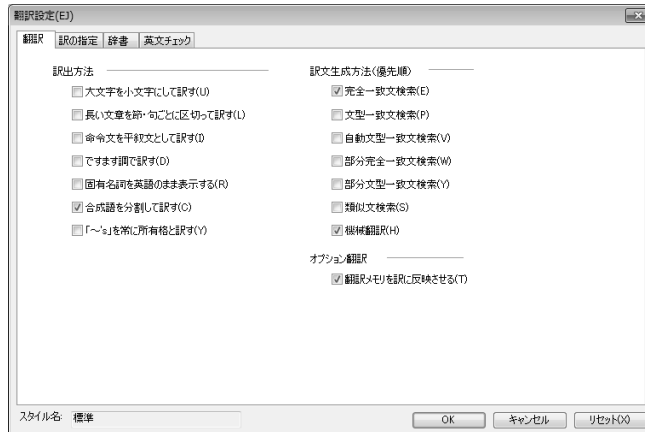 翻訳設定(EJ)
翻訳 訳の指定 辞書 英文チェック
訳出方法
大文字を小文字にして訳す(U)
長い文章を節・句ごとに区切って訳す(L)
命令文を平叙文として訳す(I)
ですます調で訳す(D)
固有名詞を英語のまま表示する(R)
合成語を分割して訳す(C)
「~'s」を常に所有格と訳す(Y)
訳文生成方法(優先順)
完全一致文検索(E)
文型一致文検索(P)
自動文型一致文検索(V)
部分完全一致文検索(W)
部分文型一致文検索(Y)
類似文検索(S)
機械翻訳(H)
オプション翻訳
翻訳メモリを訳に反映させる(T)
スタイル名: 標準
OK キャンセル リセット(X)